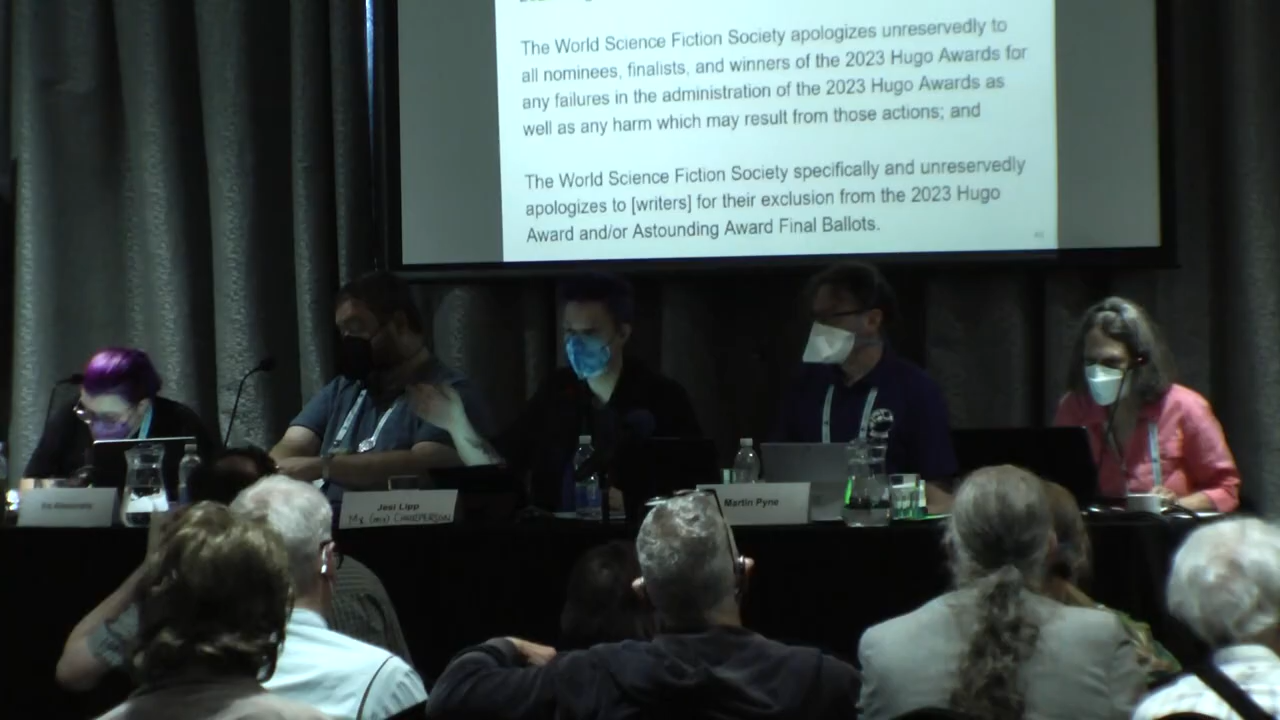 The World Science Fiction Society apologizes unreservedly to
all nominees, finalists, and winners of the 2023 Hugo Awards for
any failures in the administration of the 2023 Hugo Awards as
well as any harm which may result from those actions; and
The World Science Fiction Society specifically and unreservedly
apologizes to [writers] for their exclusion from the 2023 Hugo
Award and/or Astounding Award Final Ballots.
Jesi Lipp
Mx (mx) CHAIRPERSON
Martin Pyne